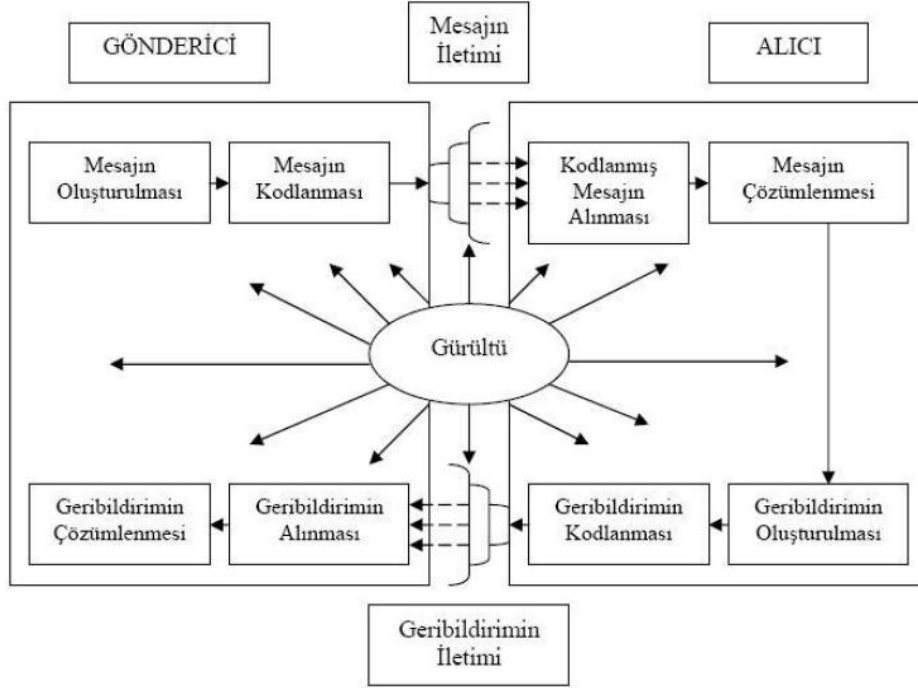 GÖNDERİCİ
Mesajın
İletimi
ALICI
Mesajın
Oluşturulması
Mesajın
Kodlanması
Kodlanmış
Mesajın
Alınması
Mesajın
Çözümlenmesi
Gürültü
Geribildirimin
Çözümlenmesi
Geribildirimin
Alınması
Geribildirimin
Kodlanması
Geribildirimin
Oluşturulması
Geribildirimin
İletimi